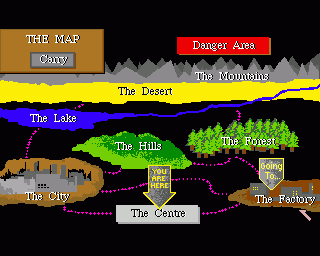 THE MAP
Carry
Danger Area
The Mountains
The Desert
The Lake
The Hills
The Forest
YOU
ARE
HERE
Going
To...
The City
The Centre
The Factory